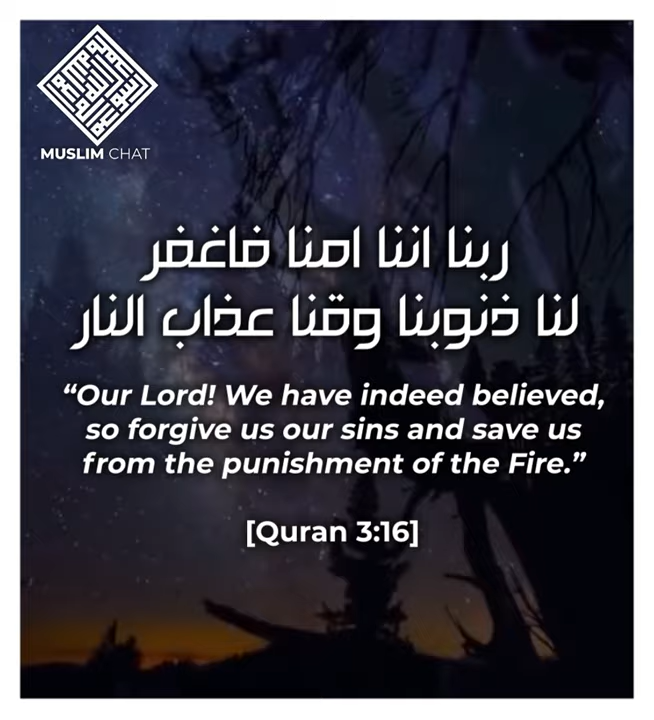 MUSLIM CHAT
ربنا اننا امنا فاغفر
لنا ذنوبنا وقنا عذاب النار
“Our Lord! We have indeed believed,
so forgive us our sins and save us
from the punishment of the Fire.”
[Quran 3:16]